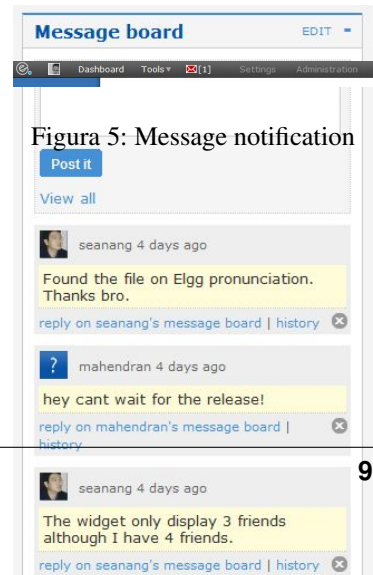 Message board EDIT -
Dashboard Tools▾ [1] Settings Administration
Figura 5: Message notification
Post it
View all
seanang 4 days ago
Found the file on Elgg pronunciation.
Thanks bro.
reply on seanang's message board | history
? mahendran 4 days ago
hey cant wait for the release!
reply on mahendran's message board |
history
9
seanang 4 days ago
The widget only display 3 friends
although I have 4 friends.
reply on seanang's message board | history